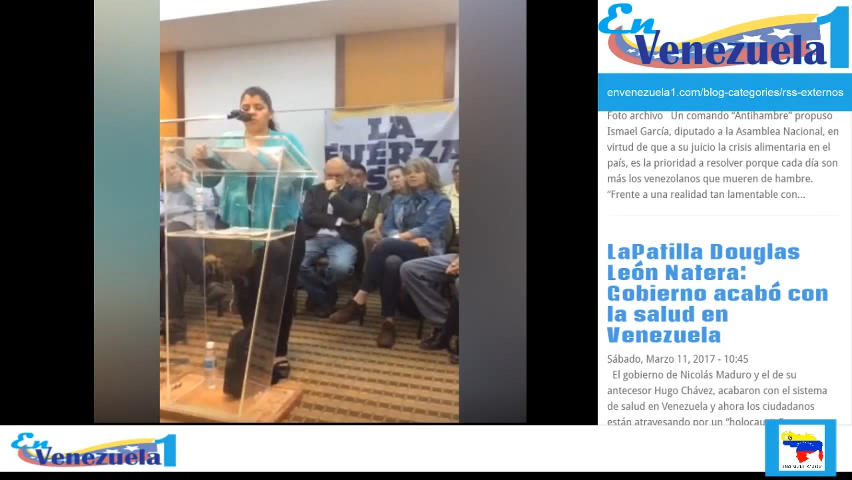 LA
FUERZA
S
En
Venezuela 1
envenezuela1.com/blog-categories/rss-externos
Foto archivo   Un comando “Antihambre” propuso
Ismael García, diputado a la Asamblea Nacional, en
virtud de que a su juicio la crisis alimentaria en el
país, es la prioridad a resolver porque cada día son
más los venezolanos que mueren de hambre.
“Frente a una realidad tan lamentable con...
LaPatilla Douglas
León Natera:
Gobierno acabó con
la salud en
Venezuela
Sábado, Marzo 11, 2017 - 10:45
El gobierno de Nicolás Maduro y el de su
antecesor Hugo Chávez, acabaron con el sistema
de salud en Venezuela y ahora los ciudadanos
están atravesando por un “holocau
En
Venezuela 1